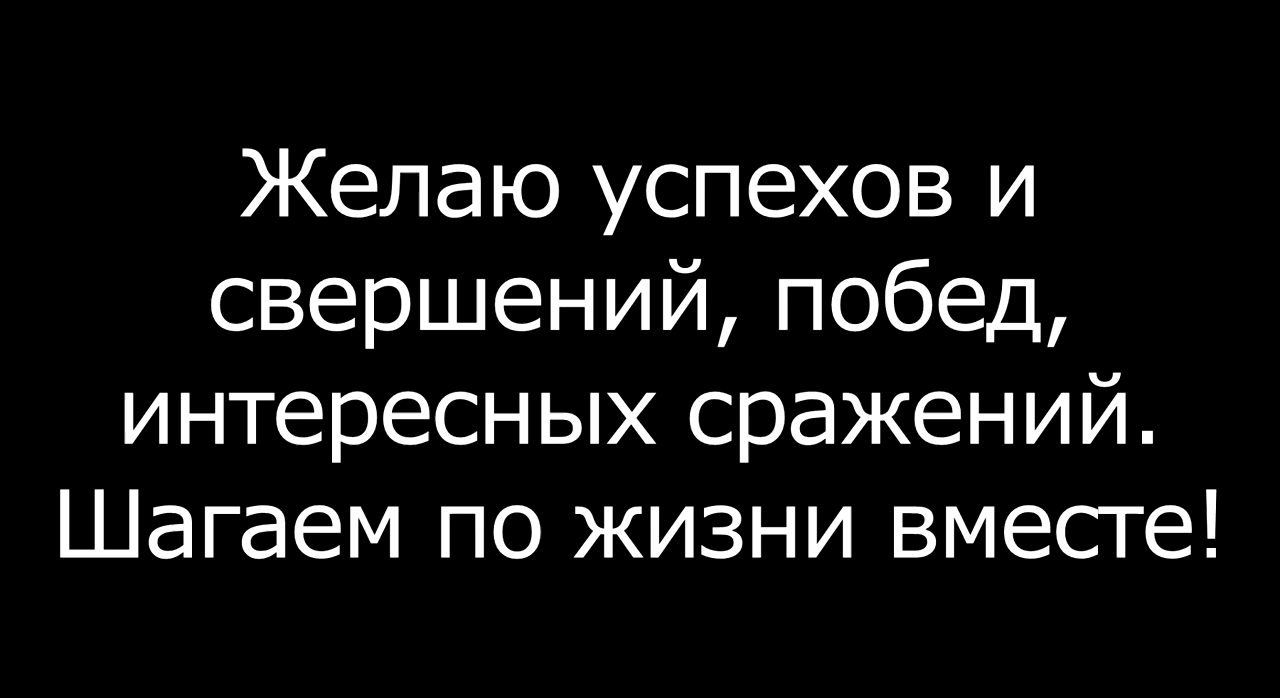 Желаю успехов и
свершений, побед,
интересных сражений.
Шагаем по жизни вместе!